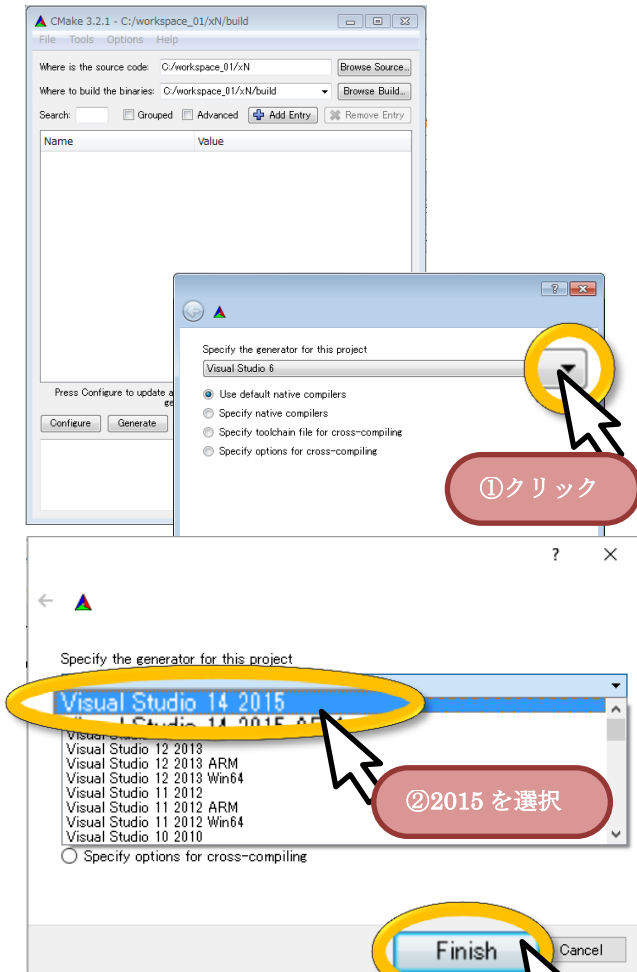 CMake 3.2.1 - C:/workspace_01/xN/build
File Tools Options Help
Where is the source code: C:/workspace_01/xN Browse Source...
Where to build the binaries: C:/workspace_01/xN/build Browse Build...
Search: Grouped Advanced Add Entry Remove Entry
Name Value
Specify the generator for this project
Visual Studio 6
Use default native compilers
Specify native compilers
Specify toolchain file for cross-compiling
Specify options for cross-compiling
Press Configure to update a
Configure Generate
①クリック
Specify the generator for this project
Visual Studio 14 2015
Visual Studio 14 2015 ARM
Visual Studio 12 2013
Visual Studio 12 2013 ARM
Visual Studio 12 2013 Win64
Visual Studio 11 2012
Visual Studio 11 2012 ARM
Visual Studio 11 2012 Win64
Visual Studio 10 2010
②2015 を選択
Specify options for cross-compiling
Finish Cancel